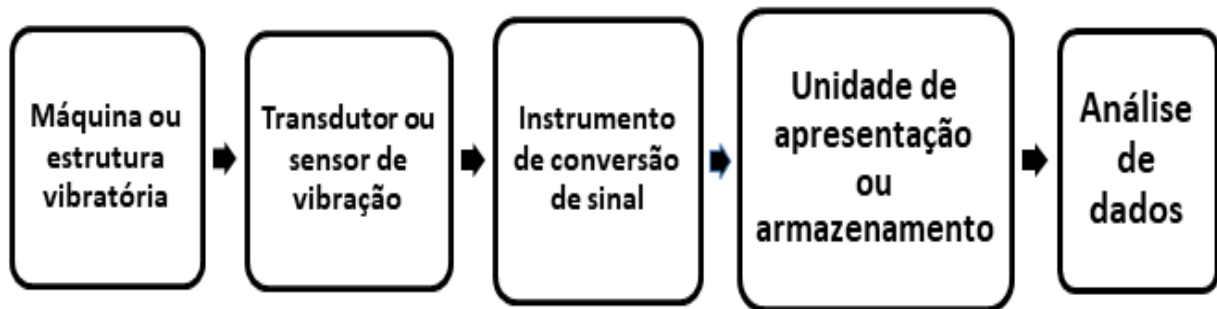 Máquina ou
estrutura
vibratória
Transdutor ou
sensor de
vibração
Instrumento
de conversão
de sinal
Unidade de
apresentação
ou
armazenamento
Análise
de
dados